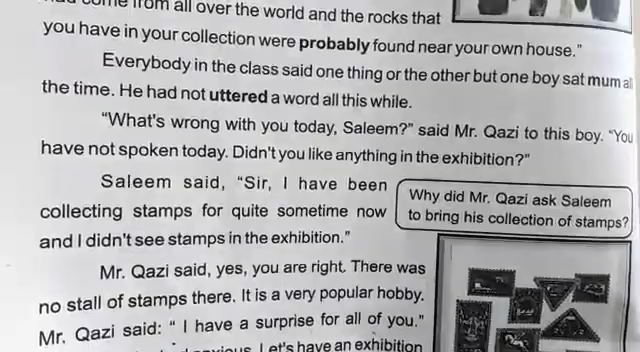 from all over the world and the rocks that
you have in your collection were probably found near your own house."
Everybody in the class said one thing or the other but one boy sat mum all
the time. He had not uttered a word all this while.
"What's wrong with you today, Saleem?" said Mr. Qazi to this boy. "You
have not spoken today. Didn't you like anything in the exhibition?"
Saleem said, "Sir, I have been
collecting stamps for quite sometime now
and I didn't see stamps in the exhibition."
Why did Mr. Qazi ask Saleem
to bring his collection of stamps?
Mr. Qazi said, yes, you are right. There was
no stall of stamps there. It is a very popular hobby.
Mr. Qazi said: " I have a surprise for all of you."
Let's have an exhibition